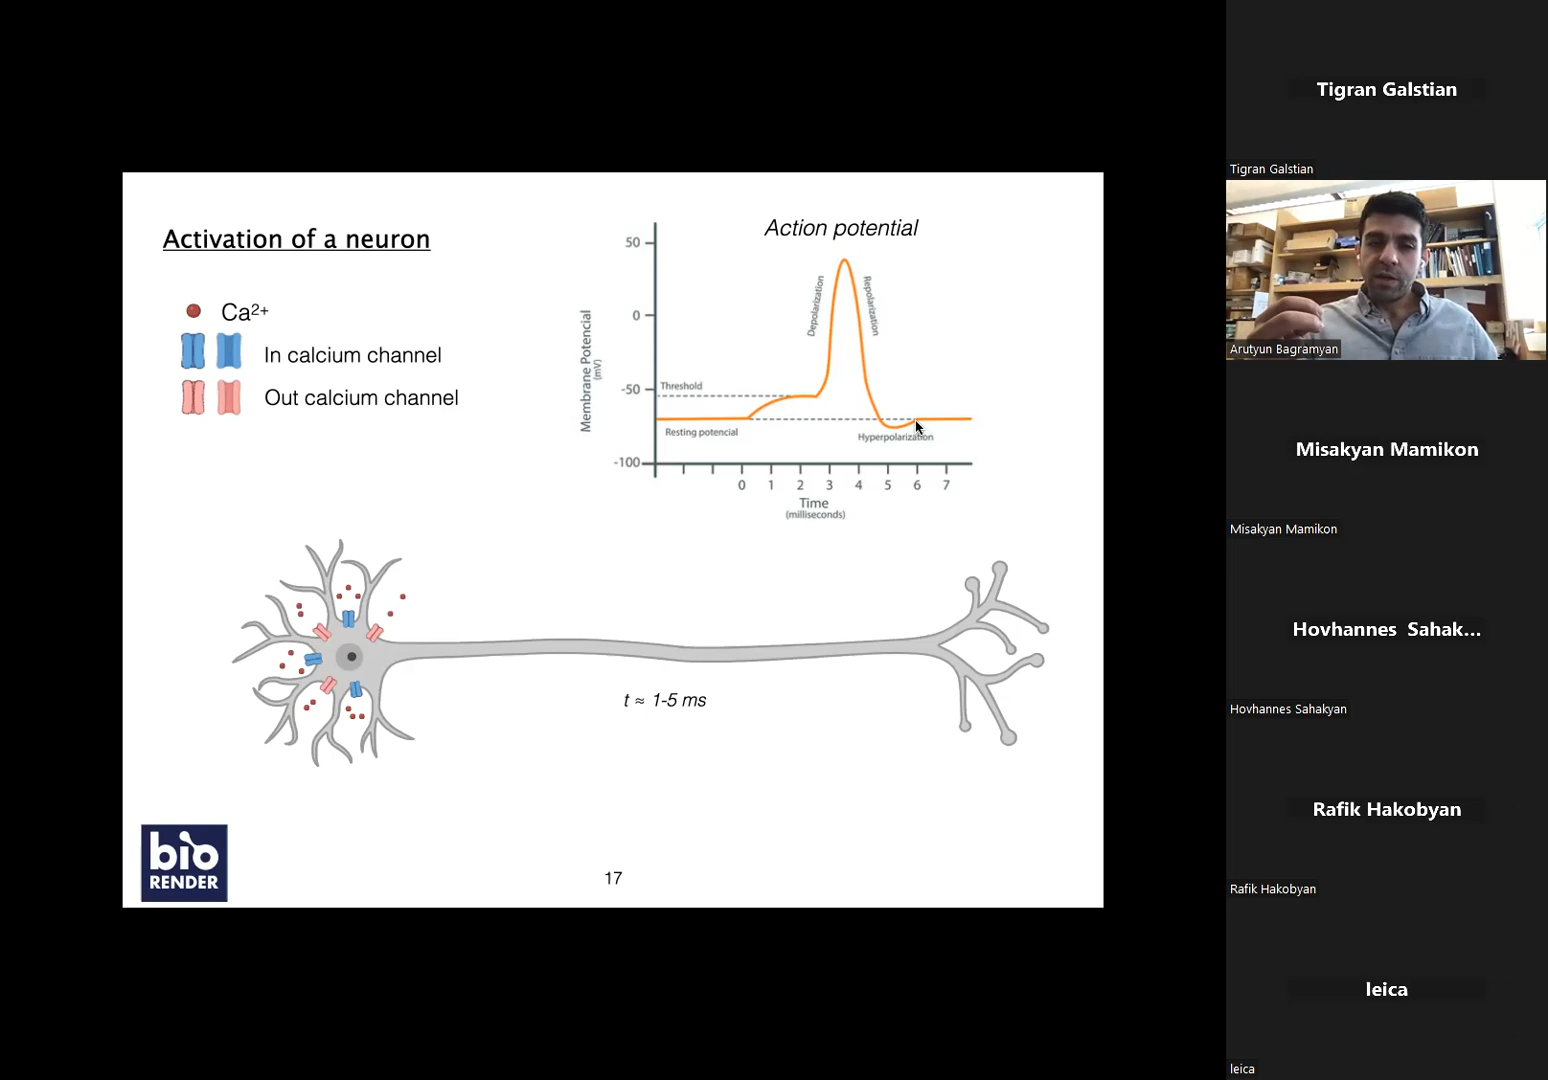 Activation of a neuron
Ca2+
In calcium channel
Out calcium channel
Action potential
50
0
-50
-100
Membrane Potencial
(mV)
Threshold
Resting potencial
Depolarization
Repolarization
Hyperpolarization
0 1 2 3 4 5 6 7
Time
(milliseconds)
t ≈ 1-5 ms
bio
RENDER
17
Tigran Galstian
Tigran Galstian
Arutyun Bagramyan
Misakyan Mamikon
Misakyan Mamikon
Hovhannes Sahak...
Hovhannes Sahakyan
Rafik Hakobyan
Rafik Hakobyan
leica
leica